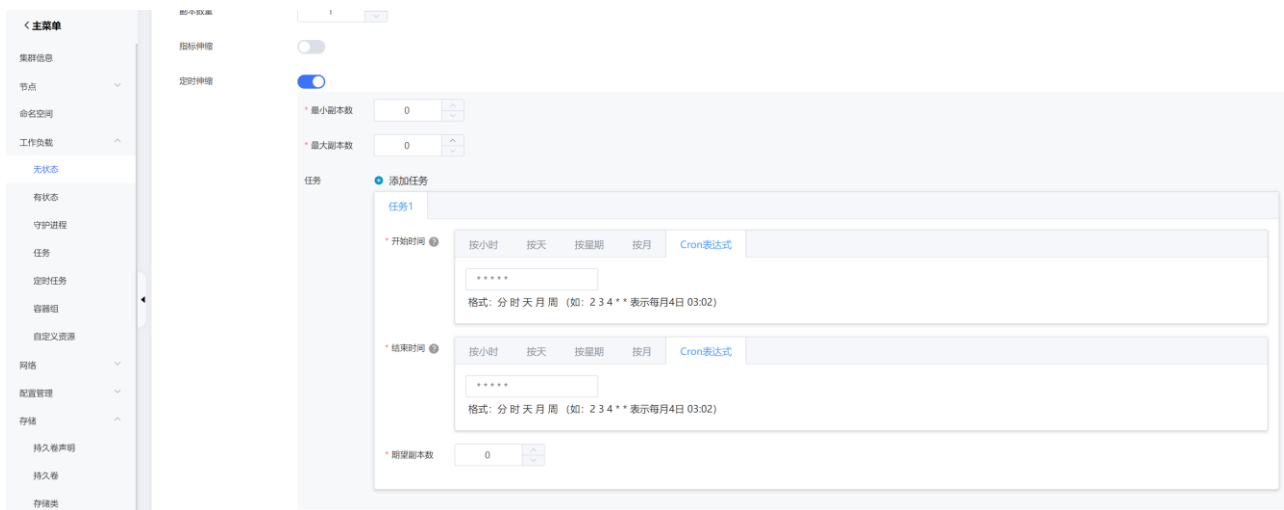 主菜单
集群信息
节点
命名空间
工作负载
无状态
有状态
守护进程
任务
定时任务
容器组
自定义资源
网络
配置管理
存储
持久卷声明
持久卷
存储类
副本数量 1
指标伸缩
定时伸缩
* 最小副本数 0
* 最大副本数 0
任务 添加任务
任务1
* 开始时间 ? 按小时 按天 按星期 按月 Cron表达式
* * * * *
格式：分 时 天 月 周 (如：2 3 4 * * 表示每月4日 03:02)
* 结束时间 ? 按小时 按天 按星期 按月 Cron表达式
* * * * *
格式：分 时 天 月 周 (如：2 3 4 * * 表示每月4日 03:02)
* 期望副本数 0